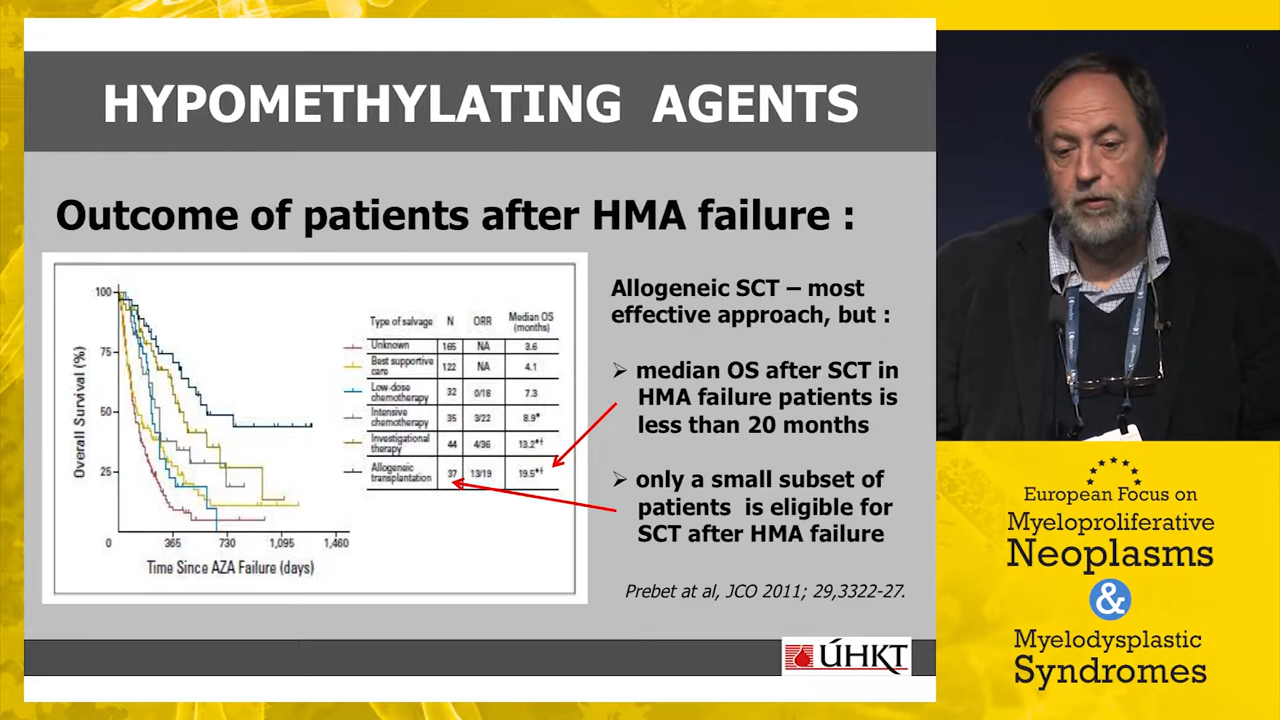 HYPOMETHYLATING AGENTS
Outcome of patients after HMA failure :
Overall Survival (%)
100
75
50
25
0
365
730
1,095
1,460
Time Since AZA Failure (days)
Type of salvage N ORR Median OS (months)
Unknown 165 NA 3.6
Best supportive care 122 NA 4.1
Low-dose chemotherapy 32 0/18 7.3
Intensive chemotherapy 35 3/22 8.9*
Investigational therapy 44 4/36 13.2*†
Allogeneic transplantation 37 13/19 19.5*†
Allogeneic SCT – most
effective approach, but :
➢ median OS after SCT in
HMA failure patients is
less than 20 months
➢ only a small subset of
patients is eligible for
SCT after HMA failure
Prebet at al, JCO 2011; 29,3322-27.
ÚHKT
European Focus on
Myeloproliferative
Neoplasms
&
Myelodysplastic
Syndromes